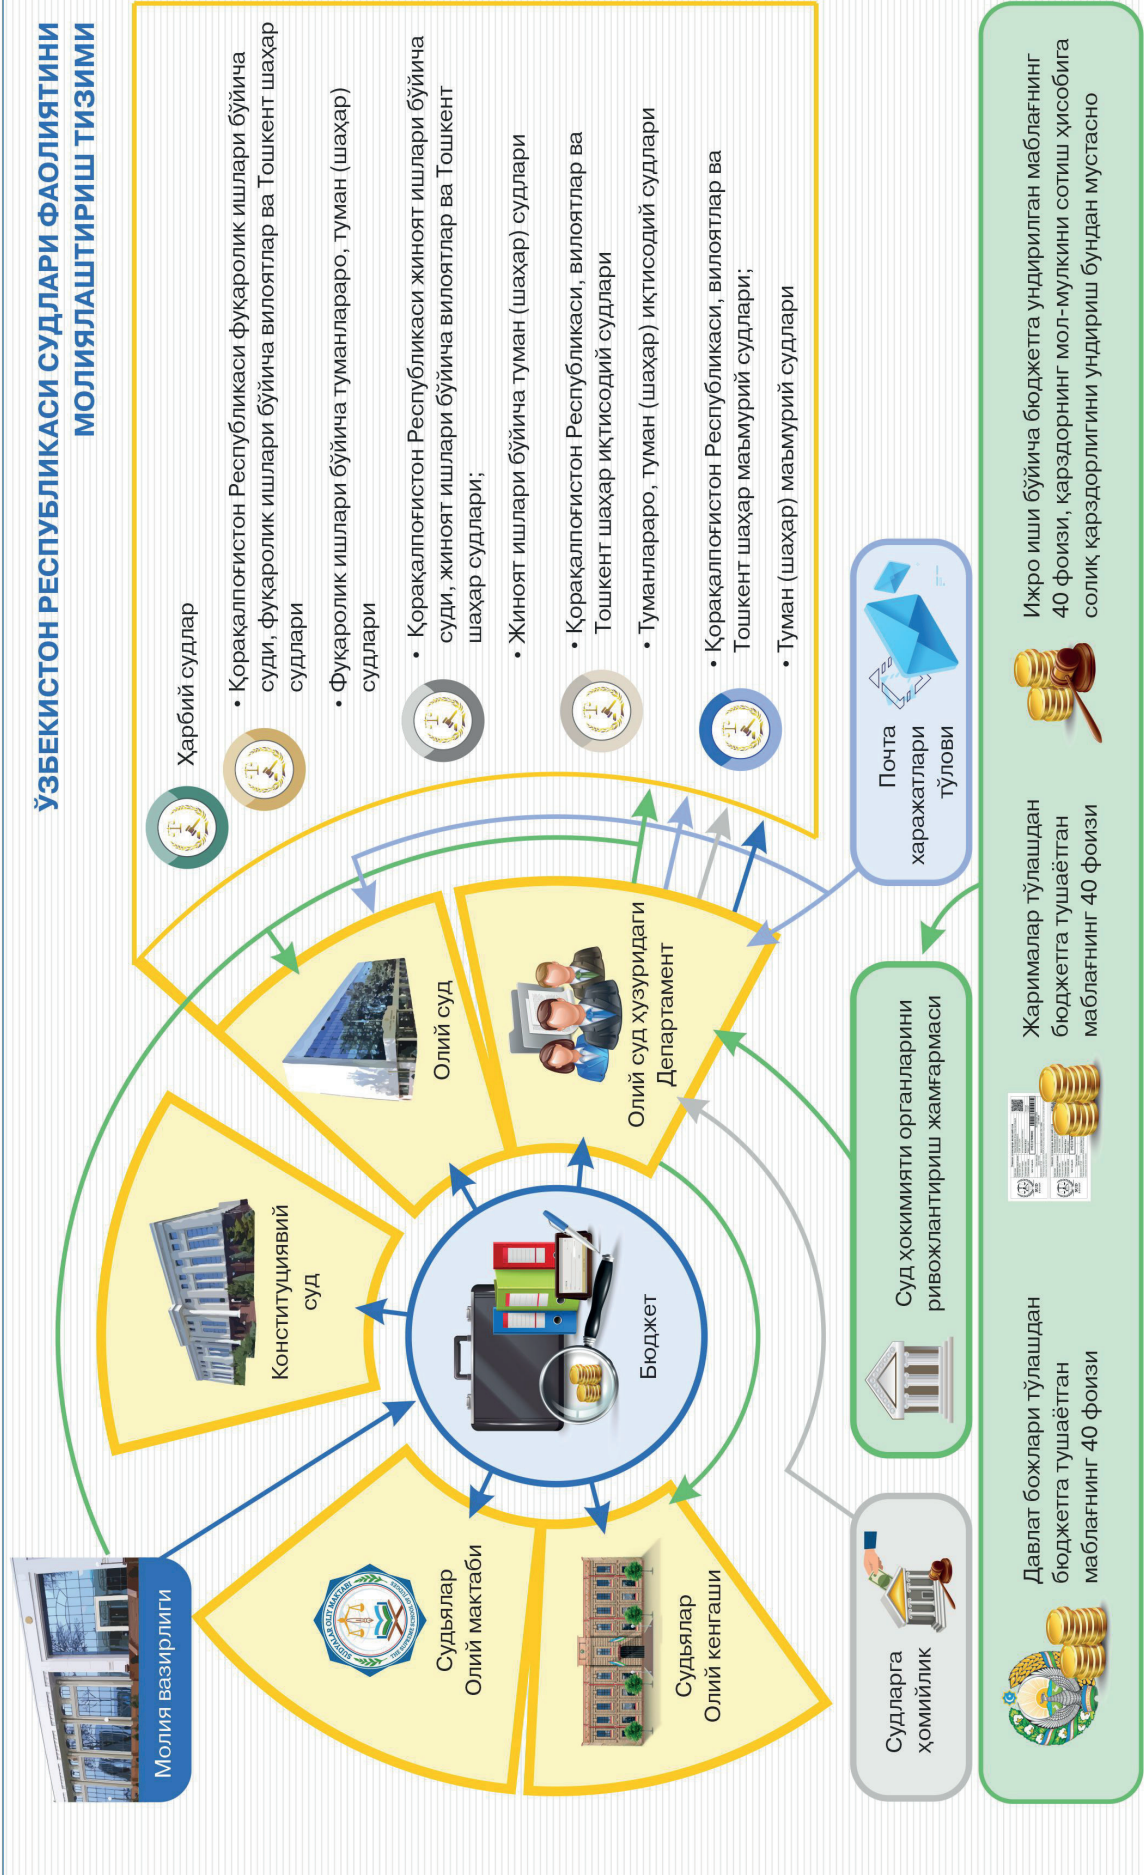 ЎЗБЕКИСТОН РЕСПУБЛИКАСИ СУДЛАРИ ФАОЛИЯТИНИ
МОЛИЯЛАШТИРИШ ТИЗИМИ
Молия вазирлиги
Конституциявий
суд
Олий суд
Олий суд хузуридаги
Департамент
Бюджет
SUDYALAR OLIY MAKTABI
Судьялар
Олий мактаби
Судьялар
Олий кенгаши
Ҳарбий судлар
• Қорақалпоғистон Республикаси фуқаролик ишлари бўйича
суди, фуқаролик ишлари бўйича вилоятлар ва Тошкент шаҳар
судлари
• Фуқаролик ишлари бўйича туманлараро, туман (шаҳар)
судлари
• Қорақалпоғистон Республикаси жиноят ишлари бўйича
суди, жиноят ишлари бўйича вилоятлар ва Тошкент
шаҳар судлари;
• Жиноят ишлари бўйича туман (шаҳар) судлари
• Қорақалпоғистон Республикаси, вилоятлар ва
Тошкент шаҳар иқтисодий судлари
• Туманлараро, туман (шаҳар) иқтисодий судлари
• Қорақалпоғистон Республикаси, вилоятлар ва
Тошкент шаҳар маъмурий судлари;
• Туман (шаҳар) маъмурий судлари
Судларга
ҳомийлик
Суд ҳокимияти органларини
ривожлантириш жамғармаси
Почта
харажатлари
тўлови
Давлат божлари тўлашдан
бюджетга тушаётган
маблағнинг 40 фоизи
Жарималар тўлашдан
бюджетга тушаётган
маблағнинг 40 фоизи
Ижро иши бўйича бюджетга ундирилган маблағнинг
40 фоизи, қарздорнинг мол-мулкини сотиш ҳисобига
солиқ қарздорлигини ундириш бундан мустасно